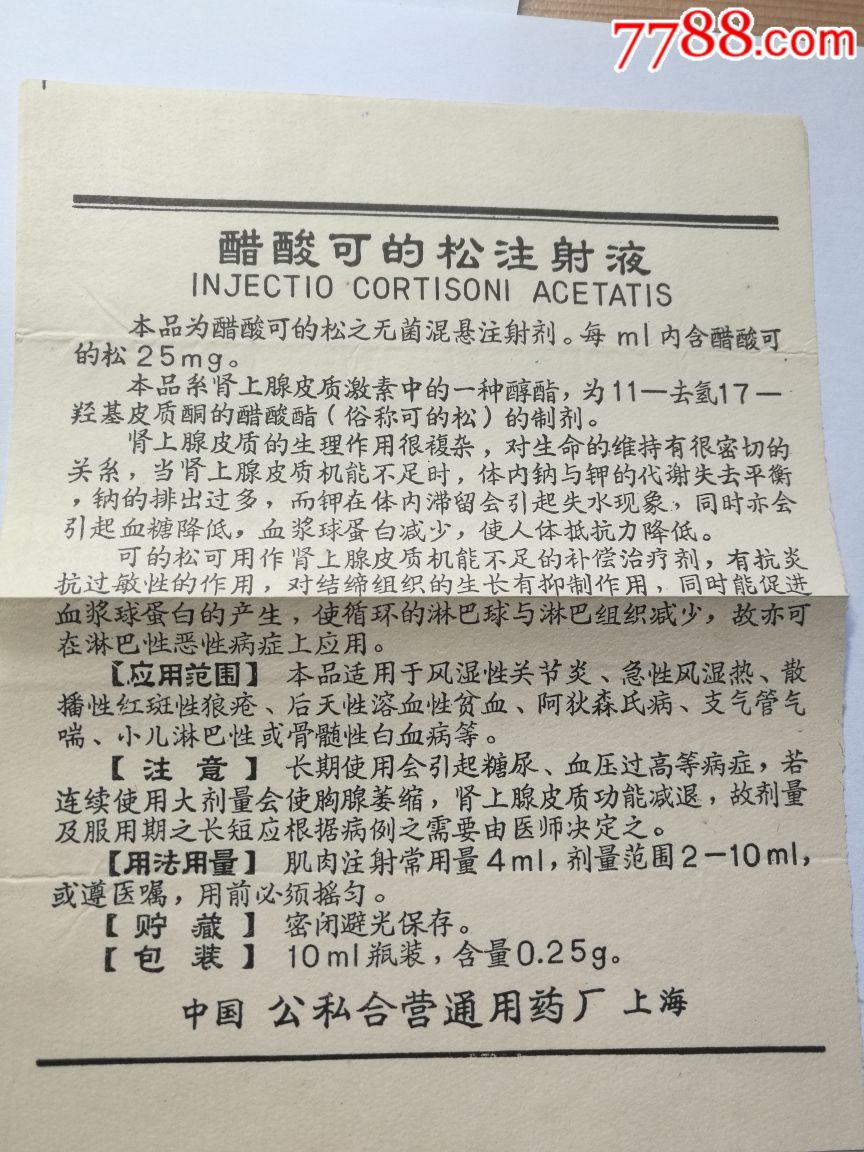 7788.com
醋酸可的松注射液
INJECTIO CORTISONI ACETATIS
本品为醋酸可的松之无菌混悬注射剂。每 ml 内含醋酸可
的松25mg。
本品系肾上腺皮质激素中的一种醇酯，为11—去氢17—
羟基皮质酮的醋酸酯（俗称可的松）的制剂。
肾上腺皮质的生理作用很複杂，对生命的维持有很密切的
关系，当肾上腺皮质机能不足时，体内钠与钾的代谢失去平衡
，钠的排出过多，而钾在体内滞留会引起失水现象，同时亦会
引起血糖降低，血浆球蛋白减少，使人体抵抗力降低。
可的松可用作肾上腺皮质机能不足的补偿治疗剂，有抗炎
抗过敏性的作用，对结缔组织的生长有抑制作用，同时能促进
血浆球蛋白的产生，使循环的淋巴球与淋巴组织减少，故亦可
在淋巴性恶性病症上应用。
【应用范围】 本品适用于风湿性关节炎、急性风湿热、散
播性红斑性狼疮、后天性溶血性贫血、阿狄森氏病、支气管气
喘、小儿淋巴性或骨髓性白血病等。
【注意】 长期使用会引起糖尿、血压过高等病症，若
连续使用大剂量会使胸腺萎缩，肾上腺皮质功能减退，故剂量
及服用期之长短应根据病例之需要由医师决定之。
【用法用量】 肌肉注射常用量4ml，剂量范围2—10ml，
或遵医嘱，用前必须摇匀。
【贮藏】 密闭避光保存。
【包装】 10ml瓶装，含量0.25g。
中国 公私合营通用药厂 上海